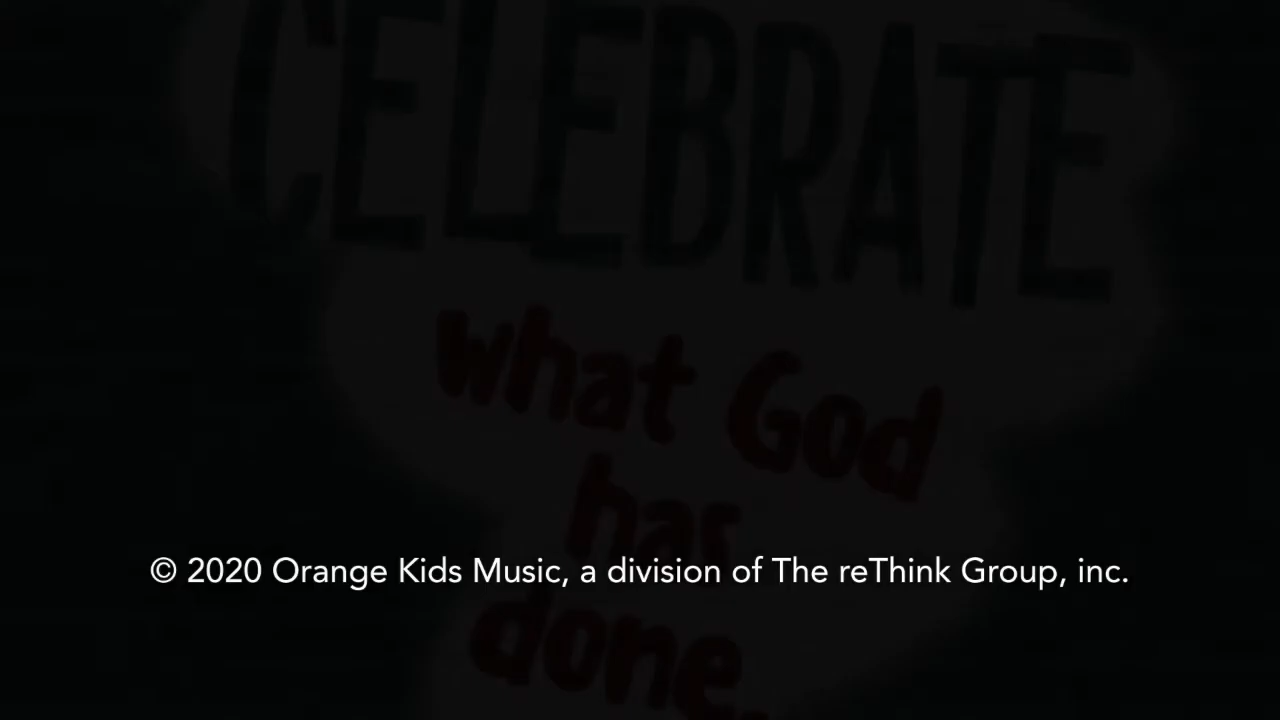 CELEBRATE
what God
has
done.
© 2020 Orange Kids Music, a division of The reThink Group, inc.